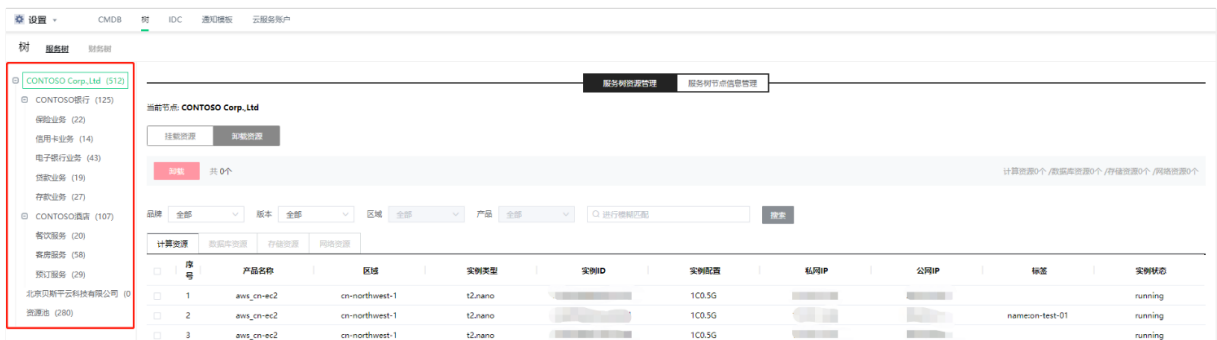 设置 CMDB 树 IDC 通知模板 云服务账户
树 服务树 财务树
CONTOSO Corp.,Ltd (512)
CONTOSO银行 (125)
保险业务 (22)
信用卡业务 (14)
电子银行业务 (43)
贷款业务 (19)
存款业务 (27)
CONTOSO酒店 (107)
餐饮服务 (20)
客房服务 (58)
预订服务 (29)
北京贝斯平云科技有限公司 (0
资源池 (280)
服务树资源管理 服务树节点信息管理
当前节点: CONTOSO Corp.,Ltd
挂载资源 卸载资源
卸载 共 0个 计算资源0个 /数据库资源0个 /存储资源0个 /网络资源0个
品牌 全部 版本 全部 区域 全部 产品 全部 进行模糊匹配 搜索
计算资源 数据库资源 存储资源 网络资源
序号 产品名称 区域 实例类型 实例ID 实例配置 私网IP 公网IP 标签 实例状态
1 aws_cn-ec2 cn-northwest-1 t2.nano 1C0.5G running
2 aws_cn-ec2 cn-northwest-1 t2.nano 1C0.5G name:on-test-01 running
3 aws_cn-ec2 cn-northwest-1 t2.nano 1C0.5G running